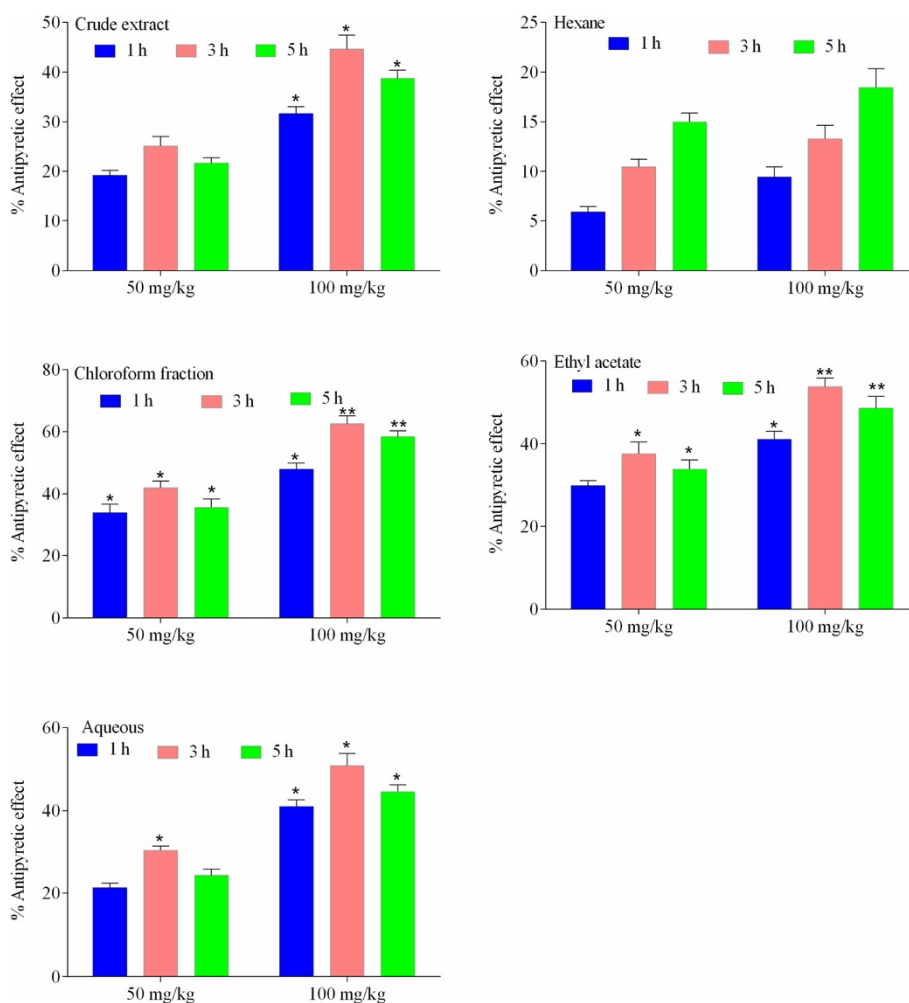 Crude extract
1 h 3 h 5 h
% Antipyretic effect
50
40
30
20
10
0
* * *
50 mg/kg 100 mg/kg
Hexane
1 h 3 h 5 h
% Antipyretic effect
25
20
15
10
5
0
50 mg/kg 100 mg/kg
Chloroform fraction
1 h 3 h 5 h
% Antipyretic effect
80
60
40
20
0
* * * * ** **
50 mg/kg 100 mg/kg
Ethyl acetate
1 h 3 h 5 h
% Antipyretic effect
60
40
20
0
* * * ** **
50 mg/kg 100 mg/kg
Aqueous
1 h 3 h 5 h
% Antipyretic effect
60
40
20
0
* * * *
50 mg/kg 100 mg/kg